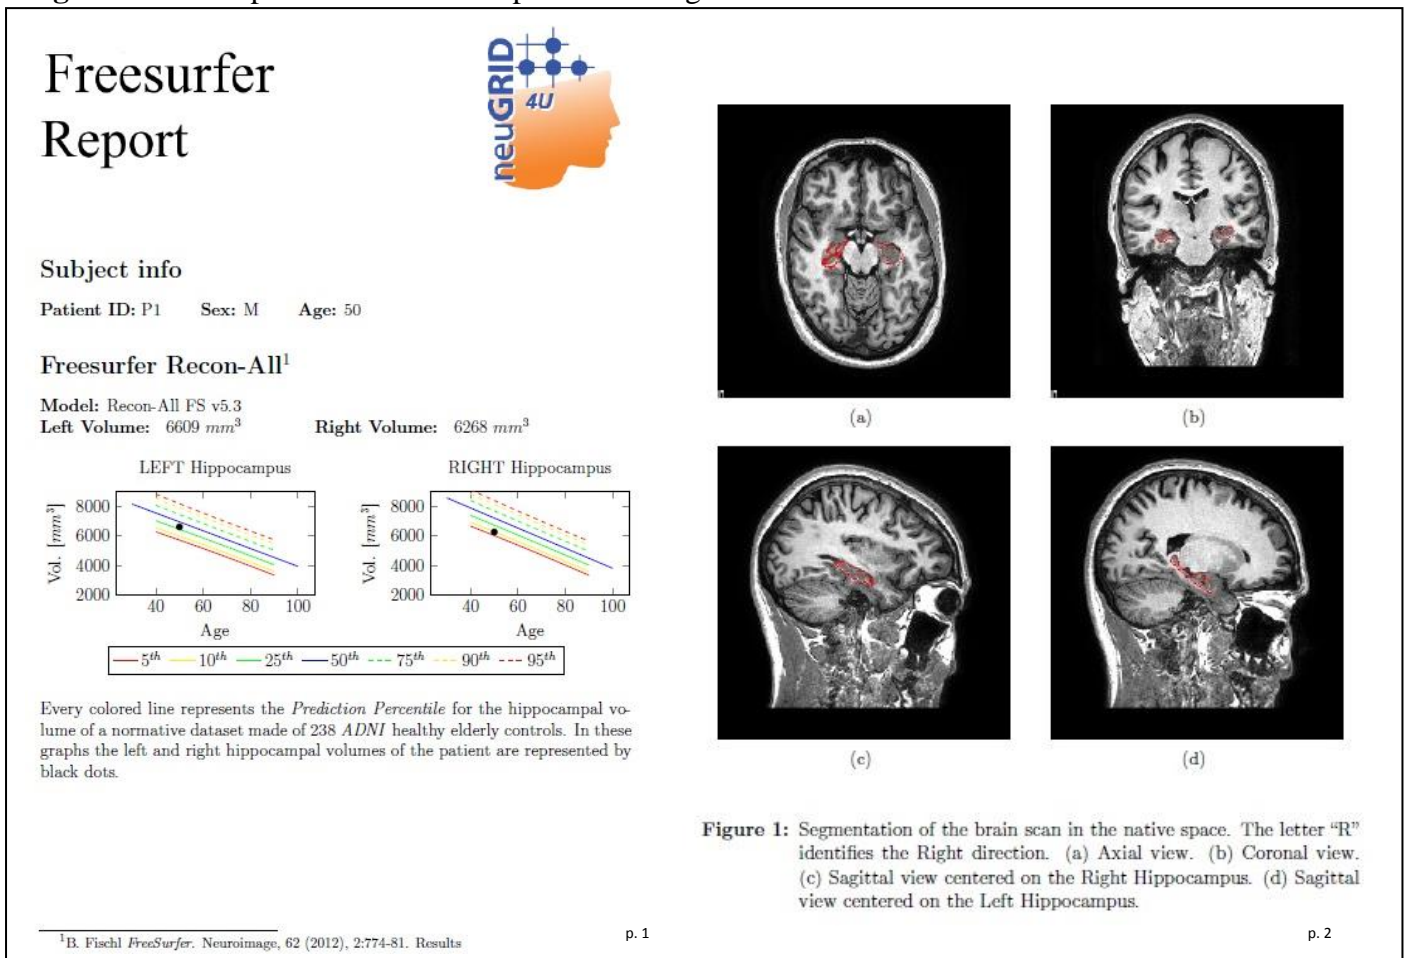 Freesurfer
Report
neuGRID
4U
Subject info
Patient ID: P1 Sex: M Age: 50
Freesurfer Recon-All1
Model: Recon-All FS v5.3
Left Volume: 6609 mm3 Right Volume: 6268 mm3
LEFT Hippocampus
Vol. [mm3]
8000
6000
4000
2000
40 60 80 100
Age
RIGHT Hippocampus
Vol. [mm3]
8000
6000
4000
2000
40 60 80 100
Age
5th 10th 25th 50th 75th 90th 95th
Every colored line represents the Prediction Percentile for the hippocampal vo-
lume of a normative dataset made of 238 ADNI healthy elderly controls. In these
graphs the left and right hippocampal volumes of the patient are represented by
black dots.
1B. Fischl FreeSurfer. Neuroimage, 62 (2012), 2:774-81. Results
p. 1
(a)
(b)
(c)
(d)
Figure 1: Segmentation of the brain scan in the native space. The letter “R”
identifies the Right direction. (a) Axial view. (b) Coronal view.
(c) Sagittal view centered on the Right Hippocampus. (d) Sagittal
view centered on the Left Hippocampus.
p. 2